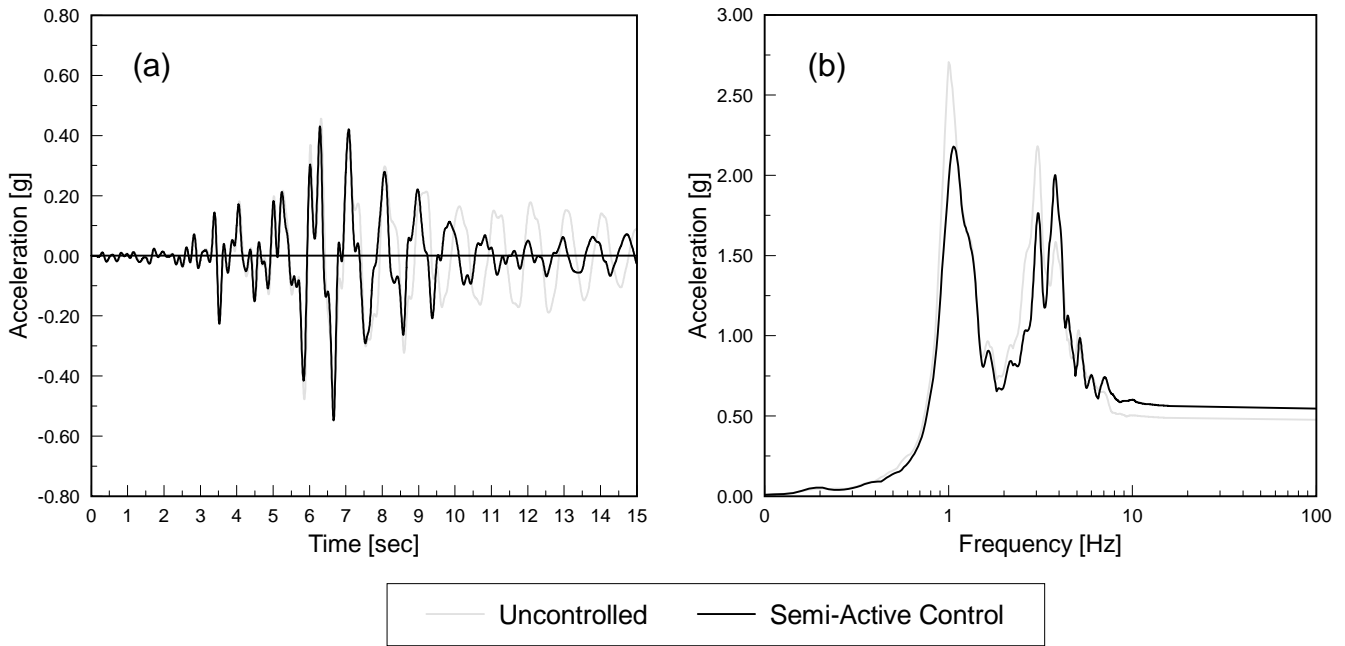 (a)
Acceleration [g]
0.80
0.60
0.40
0.20
0.00
-0.20
-0.40
-0.60
-0.80
0 1 2 3 4 5 6 7 8 9 10 11 12 13 14 15
Time [sec]
(b)
Acceleration [g]
3.00
2.50
2.00
1.50
1.00
0.50
0.00
0 1 10 100
Frequency [Hz]
Uncontrolled Semi-Active Control